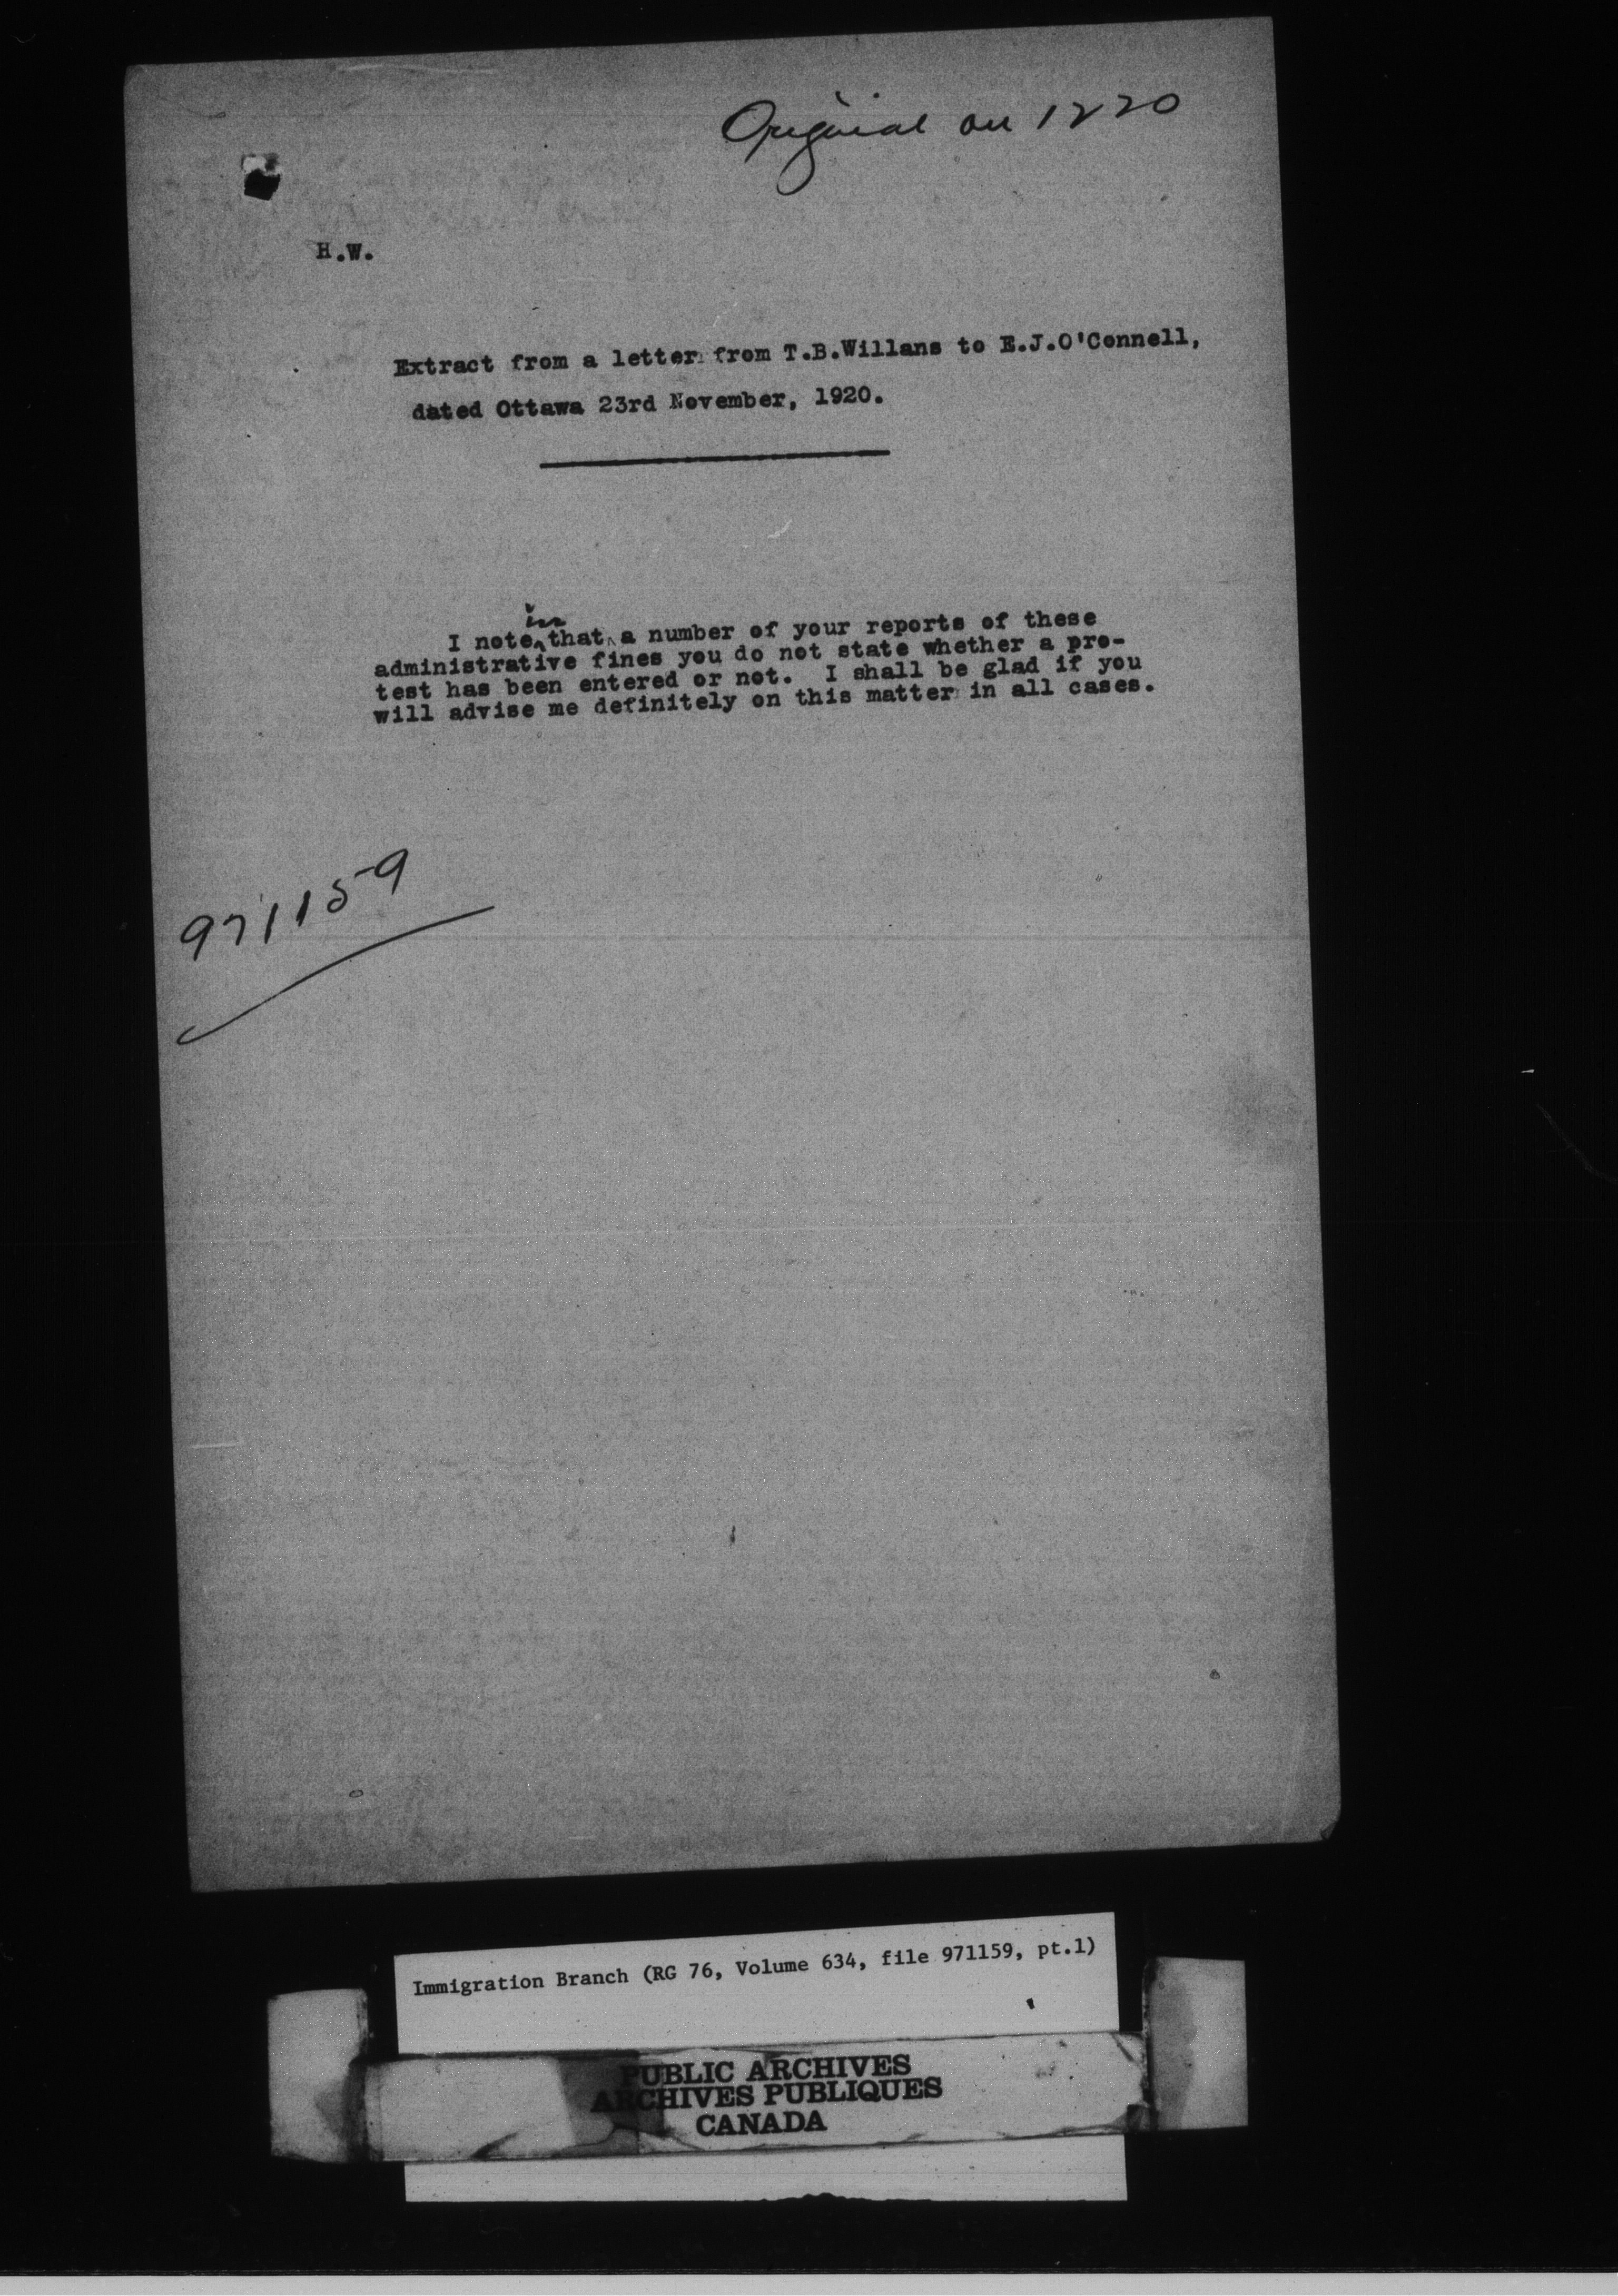 Original on 1220
H.W.
Extract from a letter from T.B.Willans to E.J.O'Connell,
dated Ottawa 23rd November, 1920.
in
I note that a number of your reports of these
administrative fines you do not state whether a pro-
test has been entered or not. I shall be glad if you
will advise me definitely on this matter in all cases.
971159
Immigration Branch (RG 76, Volume 634, file 971159, pt.1)
PUBLIC ARCHIVES
ARCHIVES PUBLIQUES
CANADA